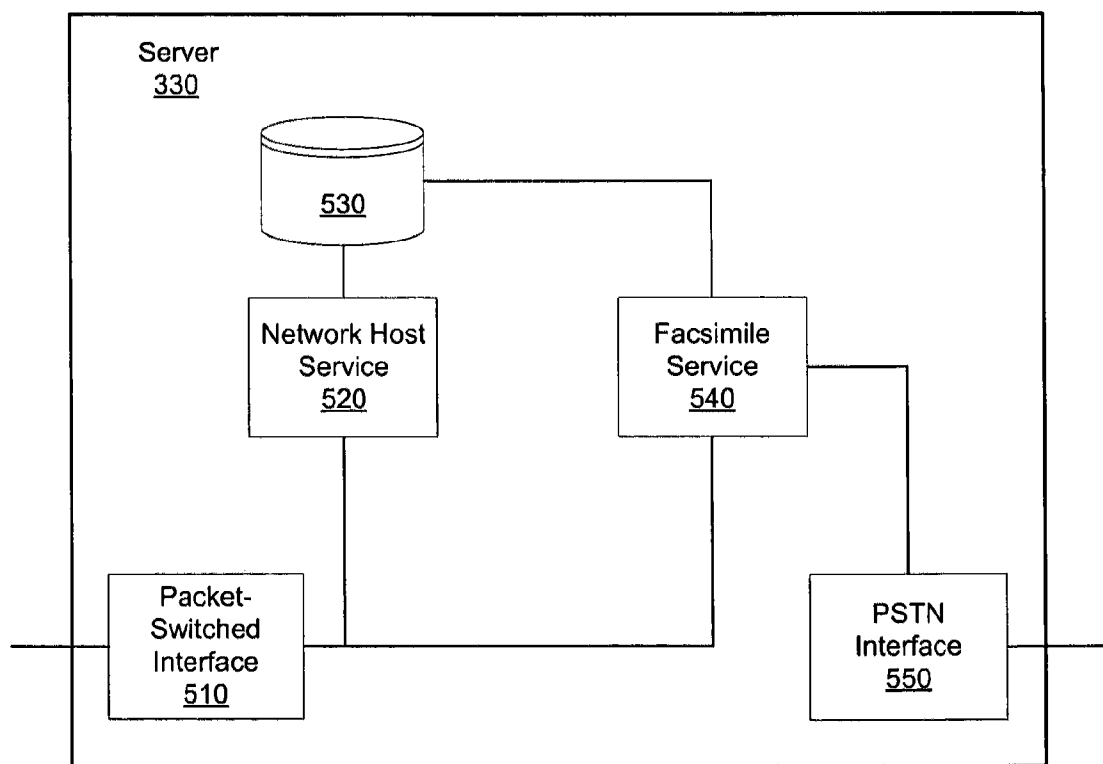 Server
330
530
Network Host
Service
520
Facsimile
Service
540
Packet-
Switched
Interface
510
PSTN
Interface
550